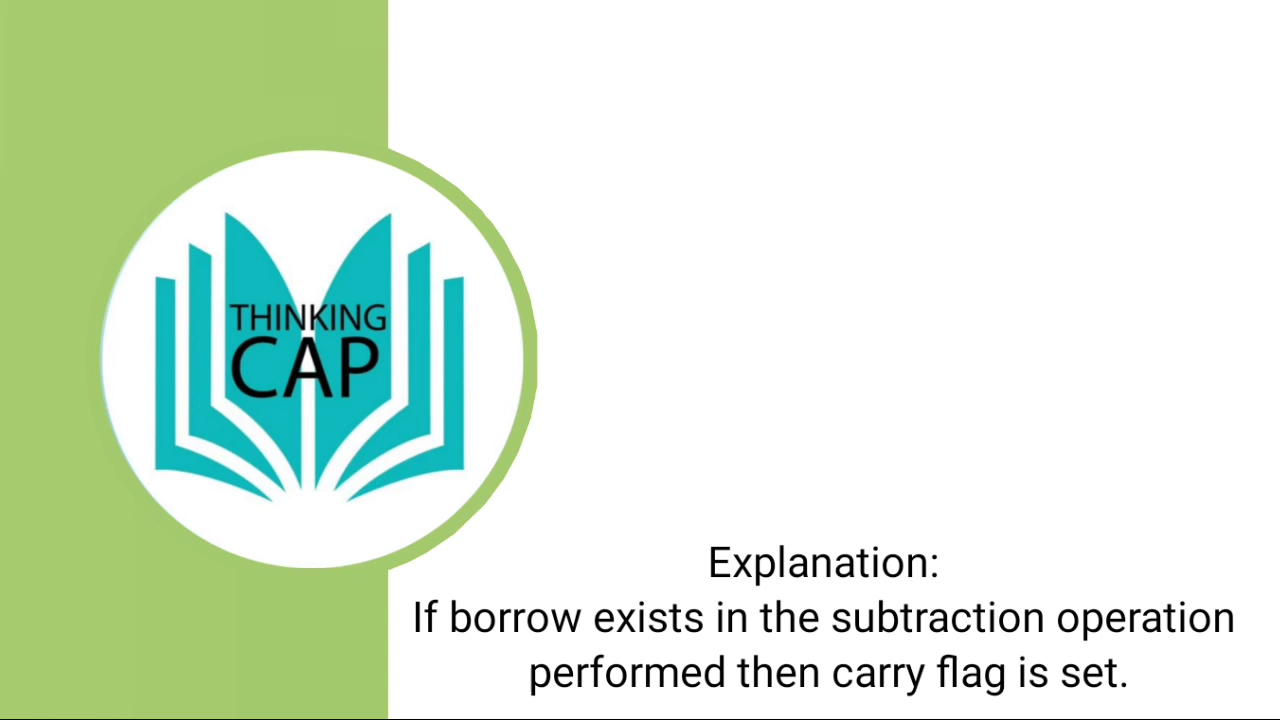 THINKING
CAP
Explanation:
If borrow exists in the subtraction operation
performed then carry flag is set.